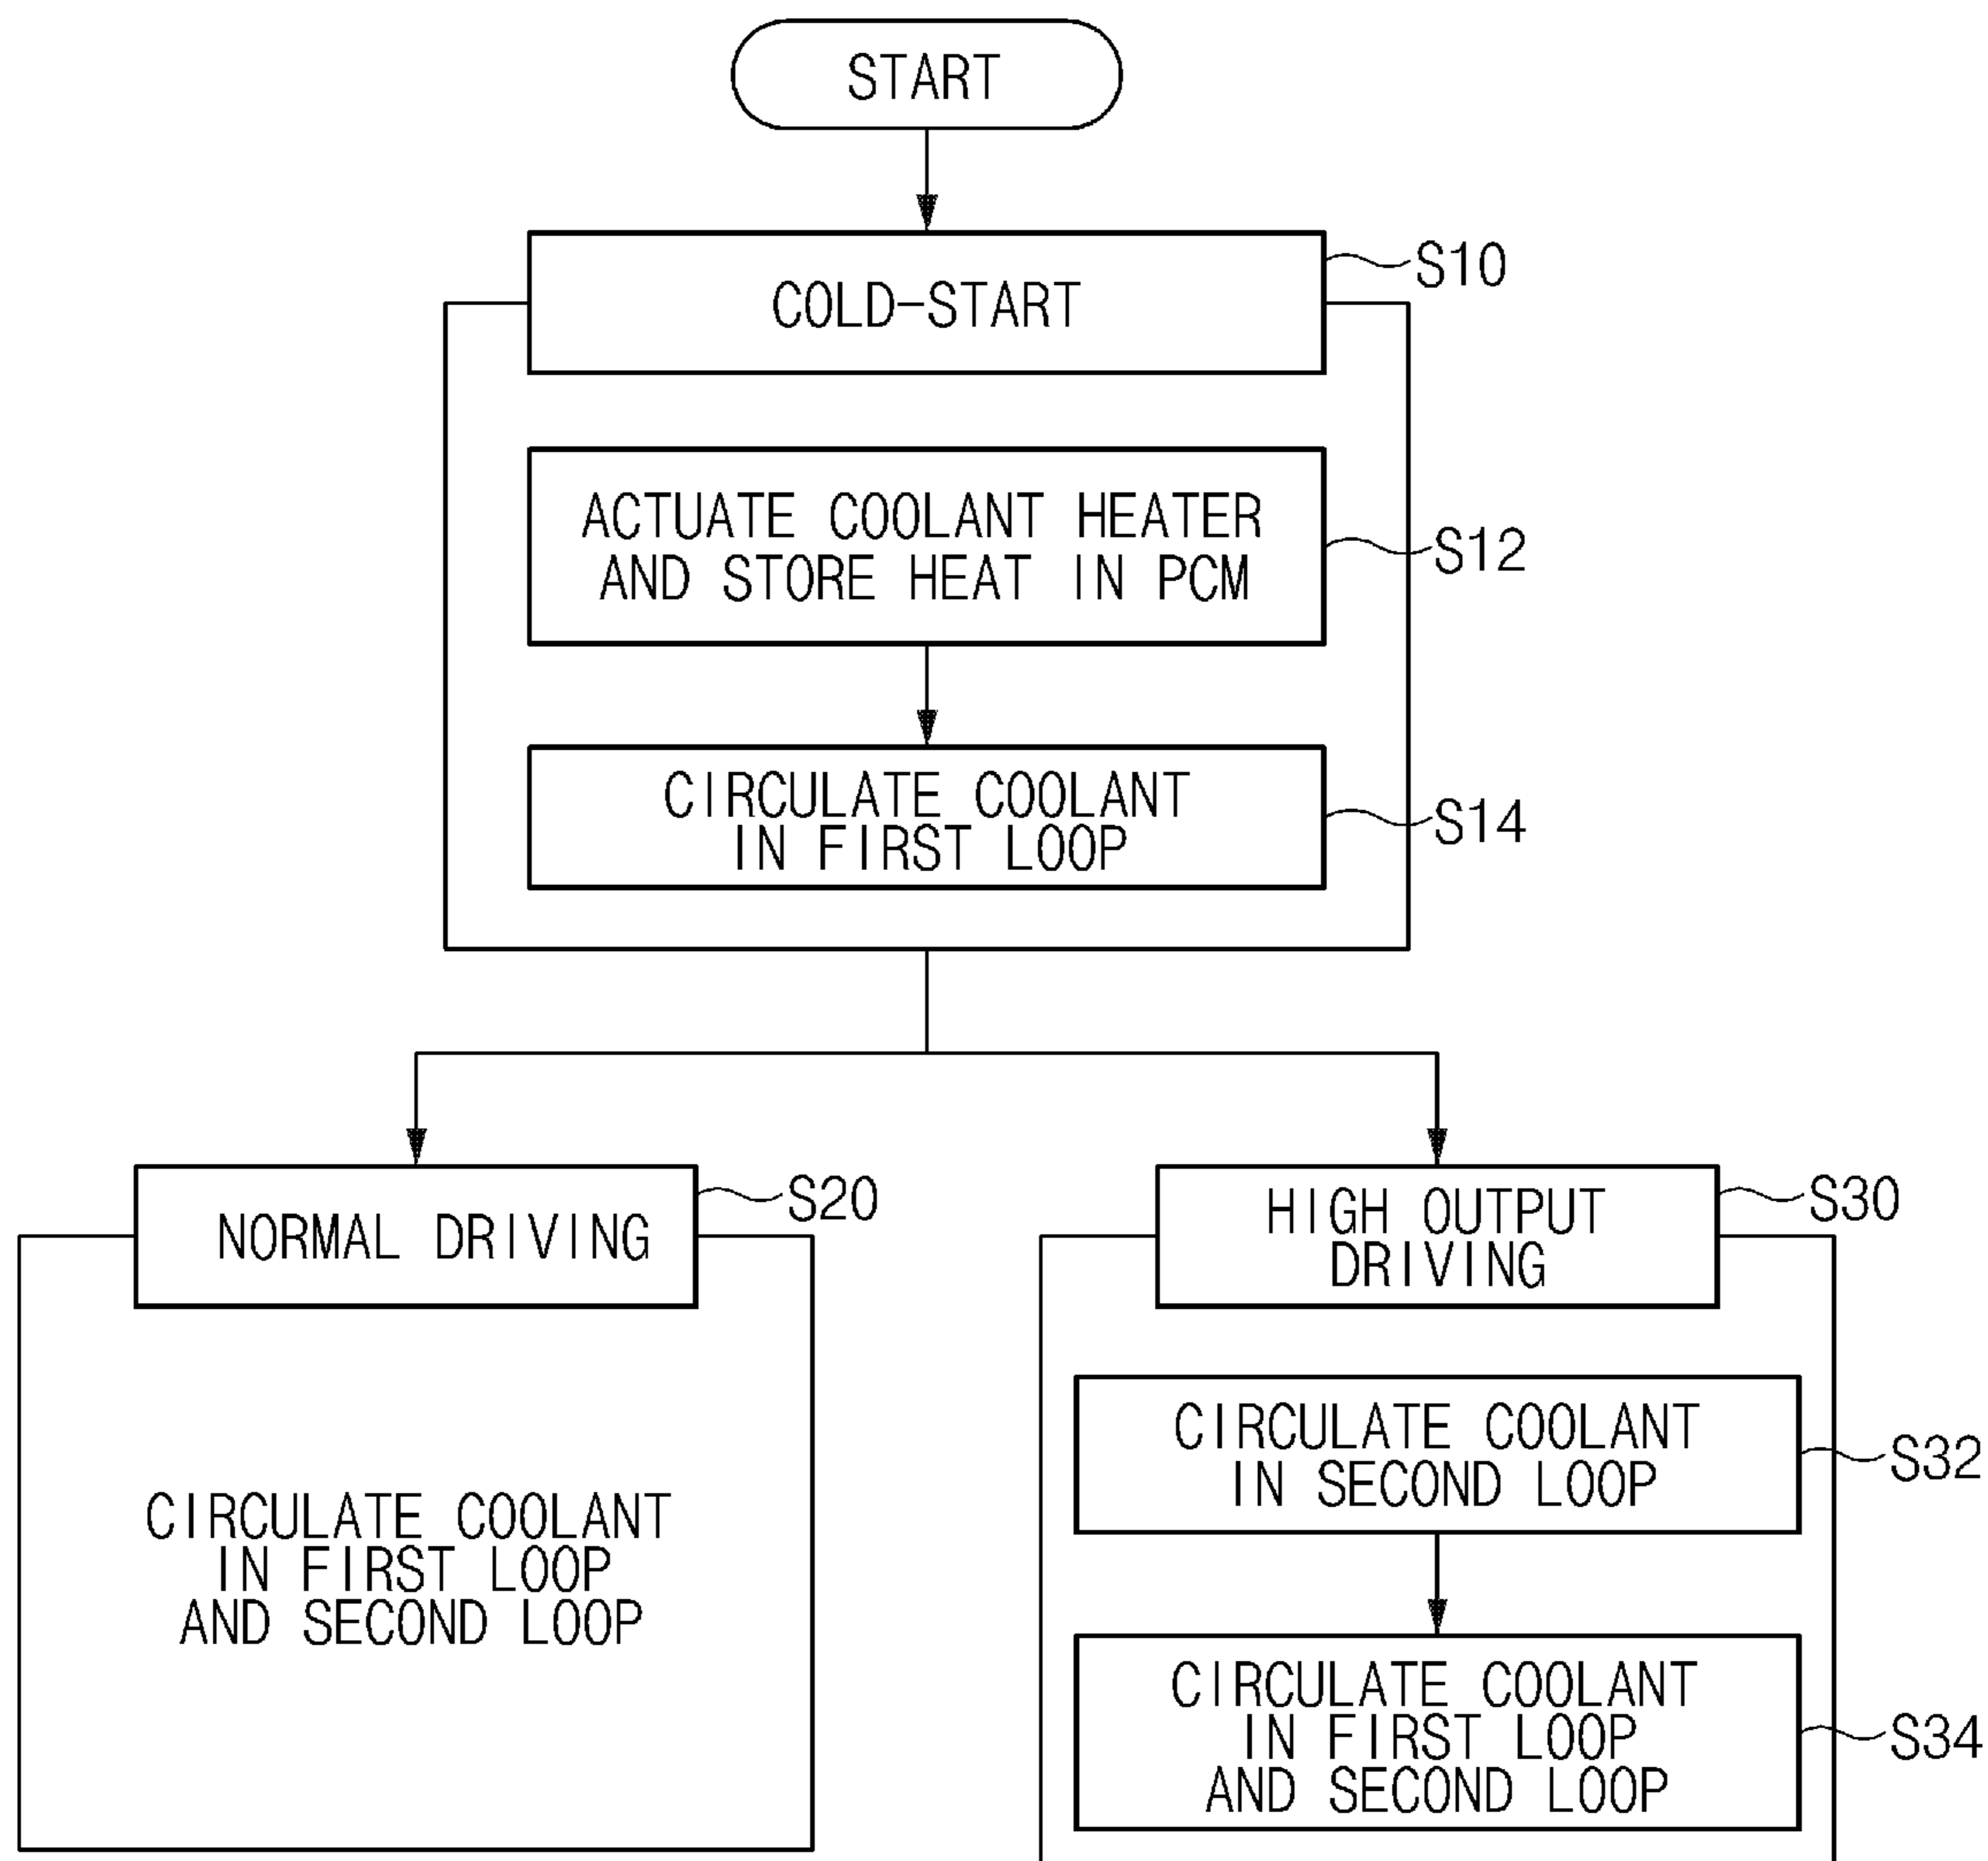 START
COLD-START
S10
ACTUATE COOLANT HEATER
AND STORE HEAT IN PCM
S12
CIRCULATE COOLANT
IN FIRST LOOP
S14
NORMAL DRIVING
S20
CIRCULATE COOLANT
IN FIRST LOOP
AND SECOND LOOP
HIGH OUTPUT
DRIVING
S30
CIRCULATE COOLANT
IN SECOND LOOP
S32
CIRCULATE COOLANT
IN FIRST LOOP
AND SECOND LOOP
S34